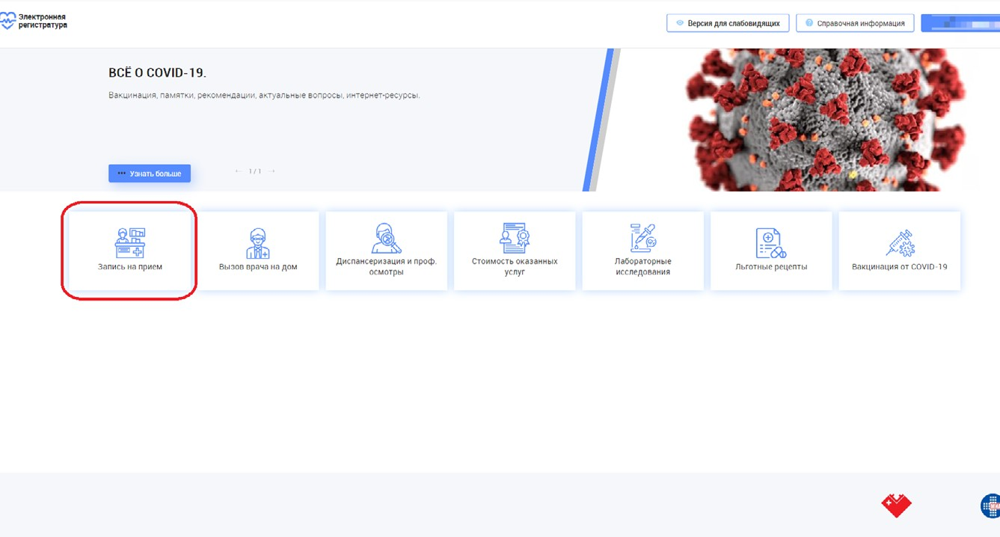 Электронная
регистратура
Версия для слабовидящих
Справочная информация
ВСЁ О COVID-19.
Вакцинация, памятки, рекомендации, актуальные вопросы, интернет-ресурсы.
••• Узнать больше
← 1 / 1 →
Запись на прием
Вызов врача на дом
Диспансеризация и проф.
осмотры
Стоимость оказанных
услуг
Лабораторные
исследования
Льготные рецепты
Вакцинация от COVID-19